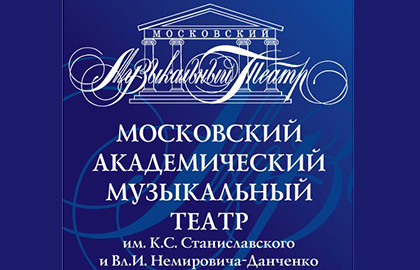 МОСКОВСКИЙ
Музыкальный Театр
МОСКОВСКИЙ
АКАДЕМИЧЕСКИЙ
МУЗЫКАЛЬНЫЙ
ТЕАТР
им. К.С. Станиславского
и Вл.И. Немировича-Данченко